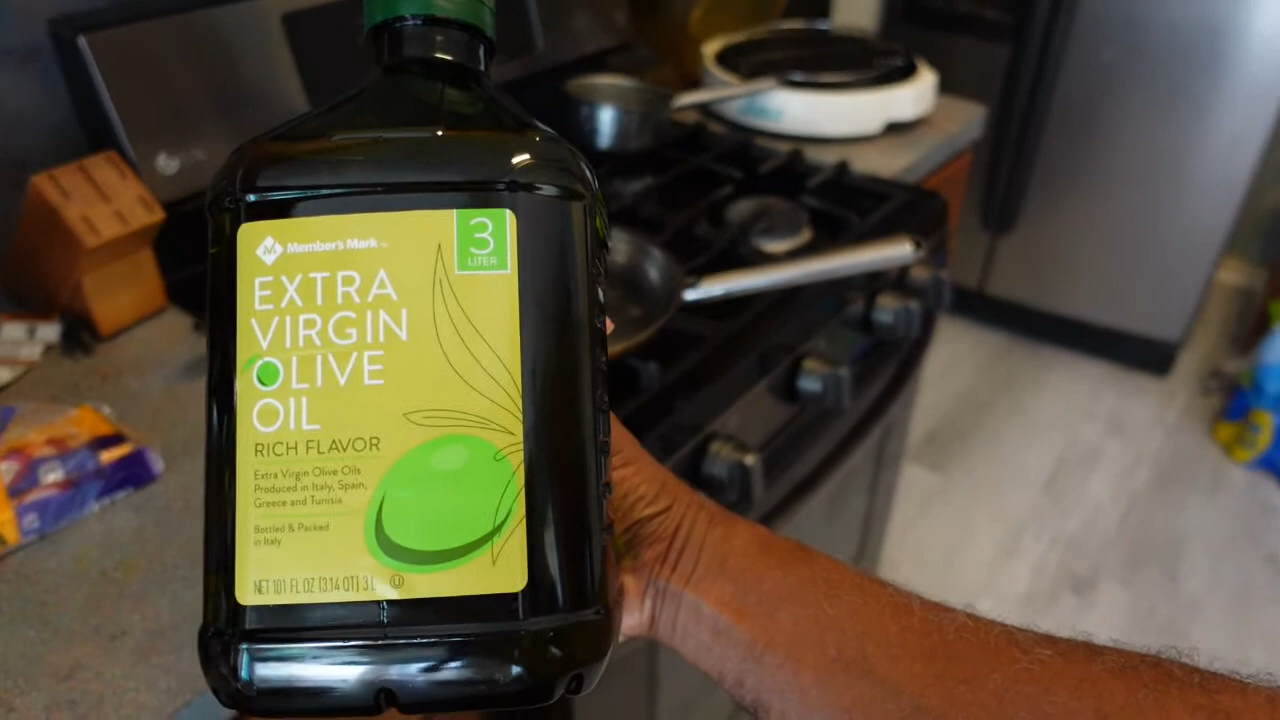 Member's Mark™
3
LITER
EXTRA
VIRGIN
OLIVE
OIL
RICH FLAVOR
Extra Virgin Olive Oils
Produced in Italy, Spain,
Greece and Tunisia
Bottled & Packed
in Italy
NET 101 FL OZ (3.14 QT) 3 L